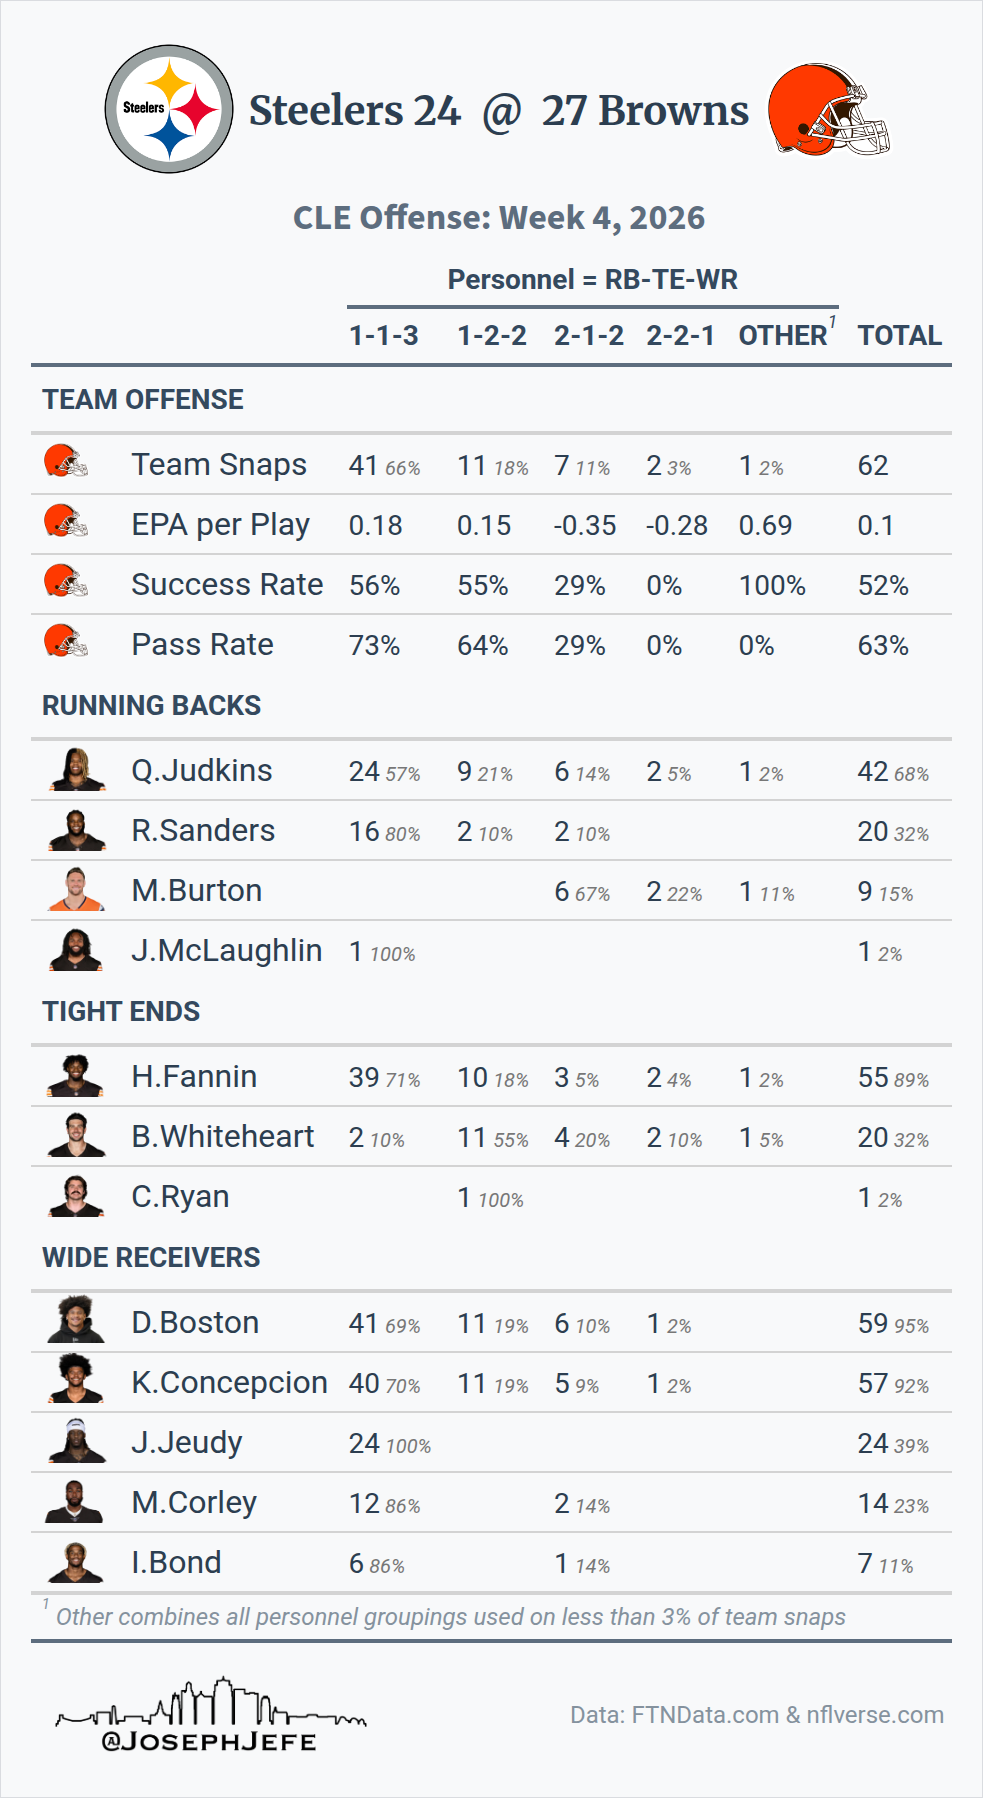 Steelers
Steelers 24 @ 27 Browns
CLE Offense: Week 4, 2026
Personnel = RB-TE-WR
1-1-3 1-2-2 2-1-2 2-2-1 OTHER1 TOTAL
TEAM OFFENSE
Team Snaps 41 66% 11 18% 7 11% 2 3% 1 2% 62
EPA per Play 0.18 0.15 -0.35 -0.28 0.69 0.1
Success Rate 56% 55% 29% 0% 100% 52%
Pass Rate 73% 64% 29% 0% 0% 63%
RUNNING BACKS
Q.Judkins 24 57% 9 21% 6 14% 2 5% 1 2% 42 68%
R.Sanders 16 80% 2 10% 2 10% 20 32%
M.Burton 6 67% 2 22% 1 11% 9 15%
J.McLaughlin 1 100% 1 2%
TIGHT ENDS
H.Fannin 39 71% 10 18% 3 5% 2 4% 1 2% 55 89%
B.Whiteheart 2 10% 11 55% 4 20% 2 10% 1 5% 20 32%
C.Ryan 1 100% 1 2%
WIDE RECEIVERS
D.Boston 41 69% 11 19% 6 10% 1 2% 59 95%
K.Concepcion 40 70% 11 19% 5 9% 1 2% 57 92%
J.Jeudy 24 100% 24 39%
M.Corley 12 86% 2 14% 14 23%
I.Bond 6 86% 1 14% 7 11%
1 Other combines all personnel groupings used on less than 3% of team snaps
@JOSEPHJEFE
Data: FTNData.com & nflverse.com